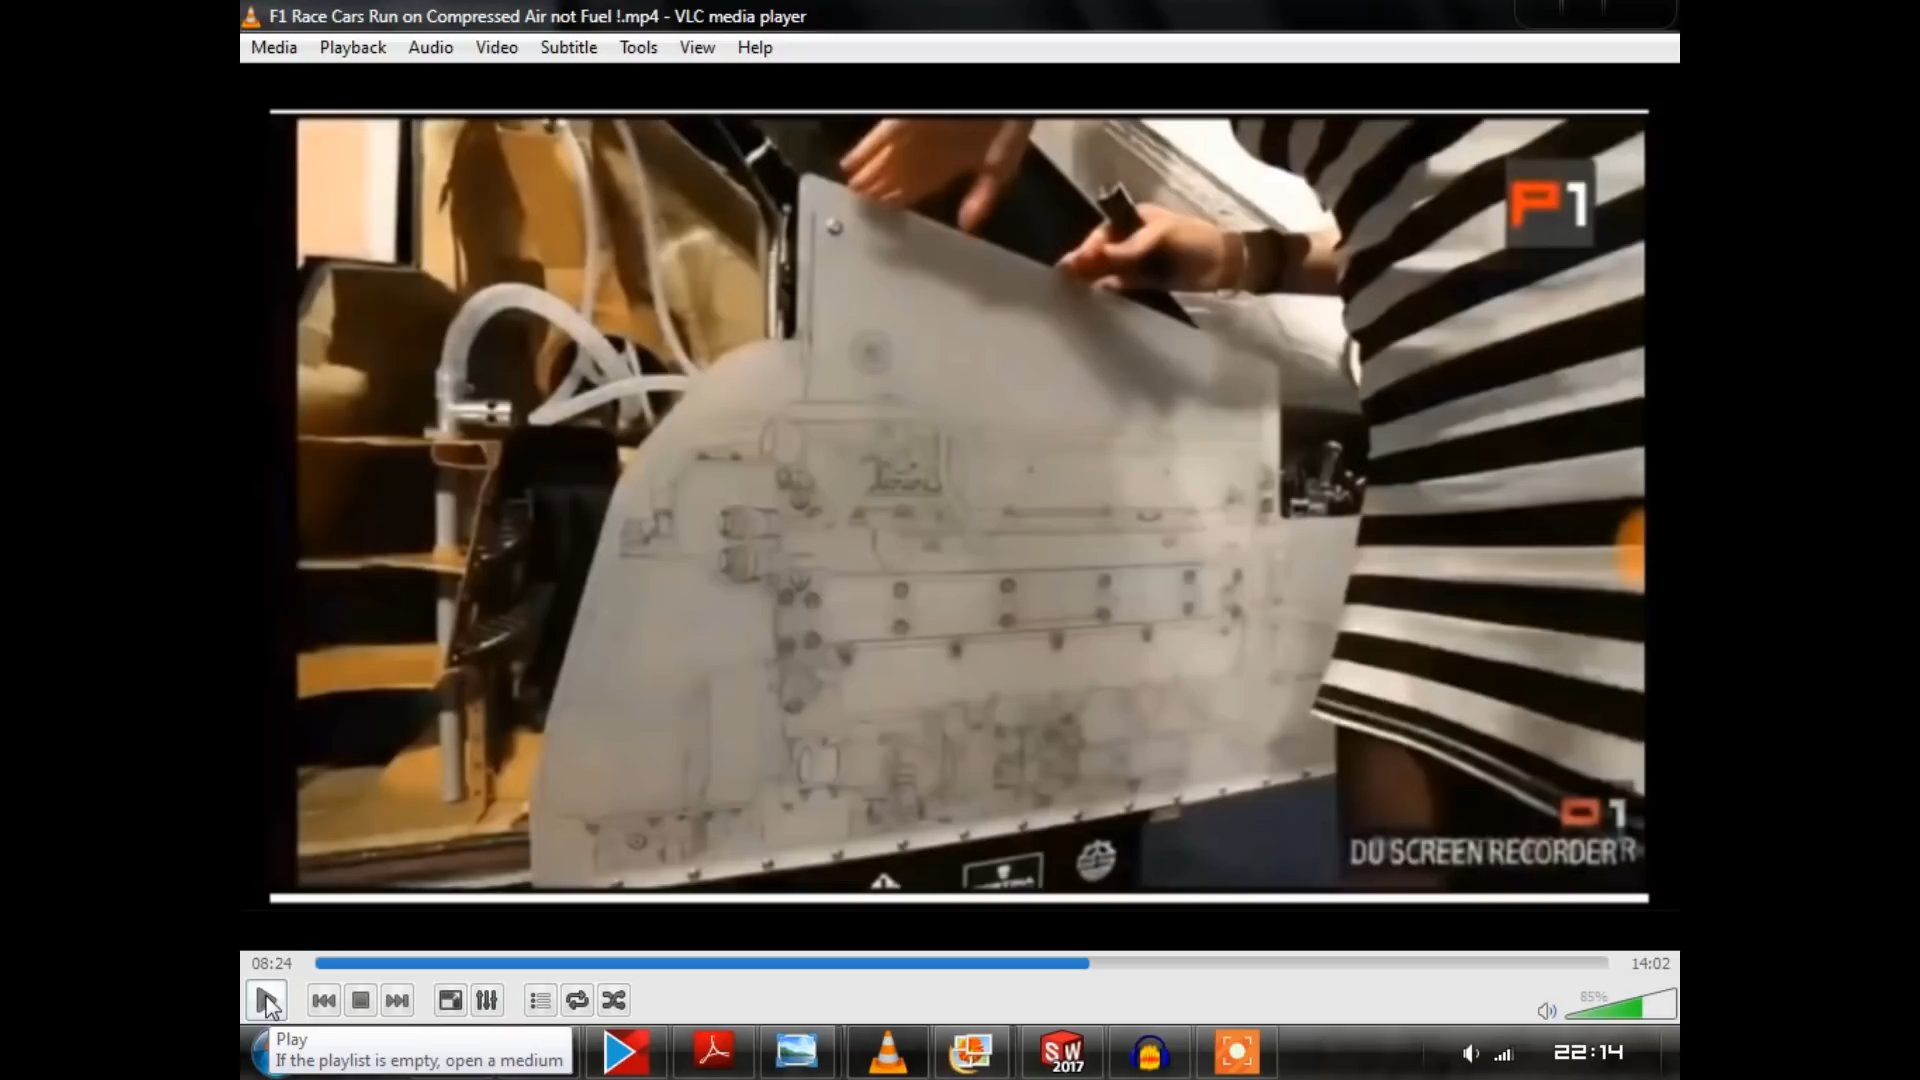 F1 Race Cars Run on Compressed Air not Fuel !.mp4 - VLC media player
Media Playback Audio Video Subtitle Tools View Help
P1
P1
DU SCREEN RECORDER
08:24
14:02
85%
Play
If the playlist is empty, open a medium
SW
2017
22:14